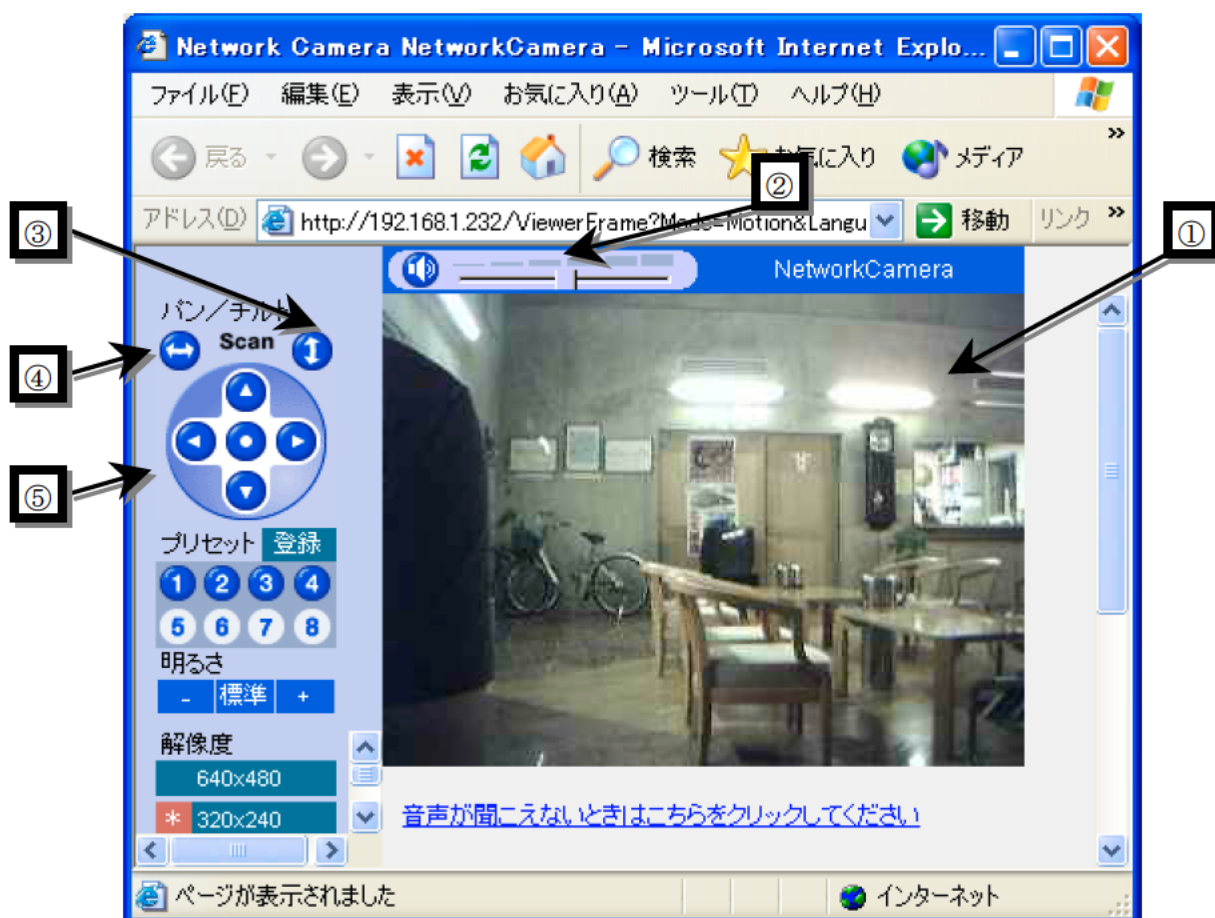 Network Camera NetworkCamera - Microsoft Internet Explo...
ファイル(F) 編集(E) 表示(V) お気に入り(A) ツール(T) ヘルプ(H)
戻る 検索 お気に入り メディア »
②
アドレス(D) http://192.168.1.232/ViewerFrame?Mode=Motion&Langu 移動 リンク »
③
①
NetworkCamera
パン／チルト
Scan
④
⑤
プリセット 登録
1 2 3 4
5 6 7 8
明るさ
- 標準 +
解像度
640x480
* 320x240
音声が聞こえないときはこちらをクリックしてください
ページが表示されました インターネット